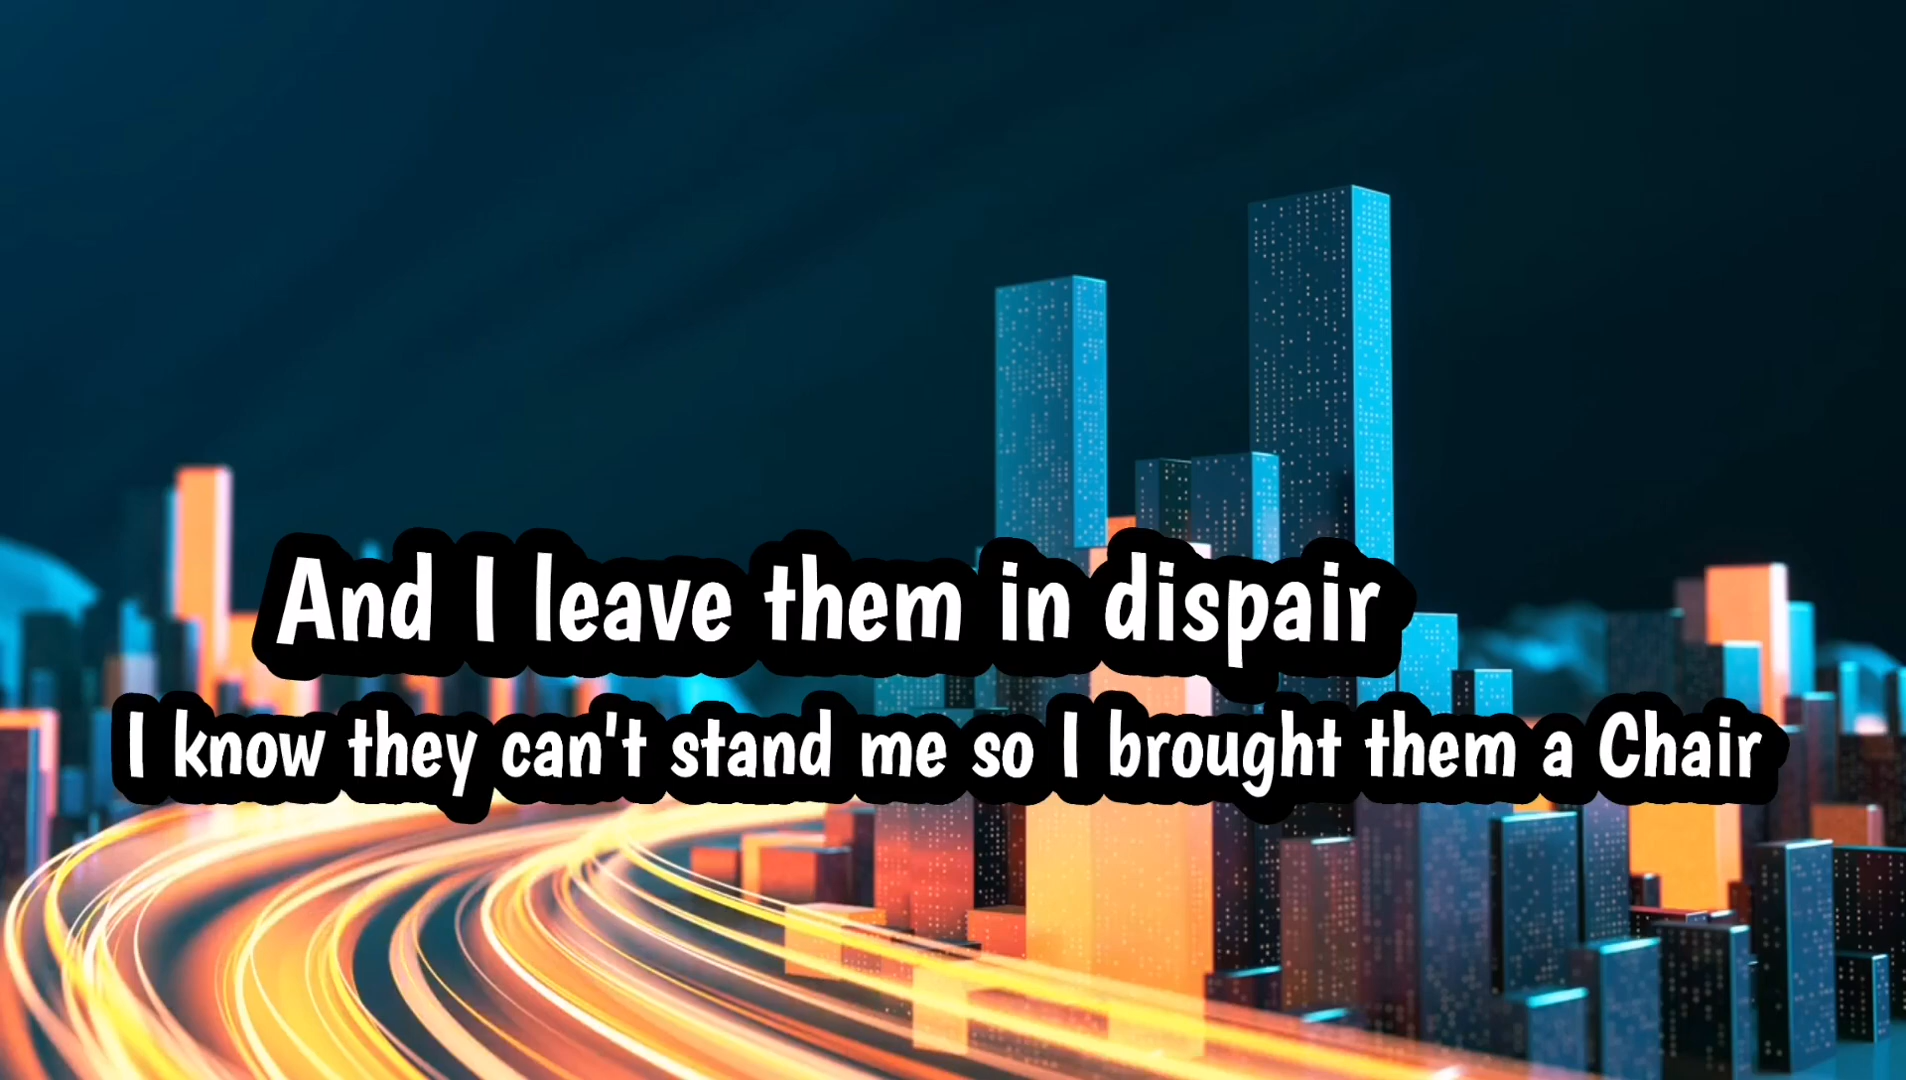 And I leave them in dispair
I know they can't stand me so I brought them a Chair